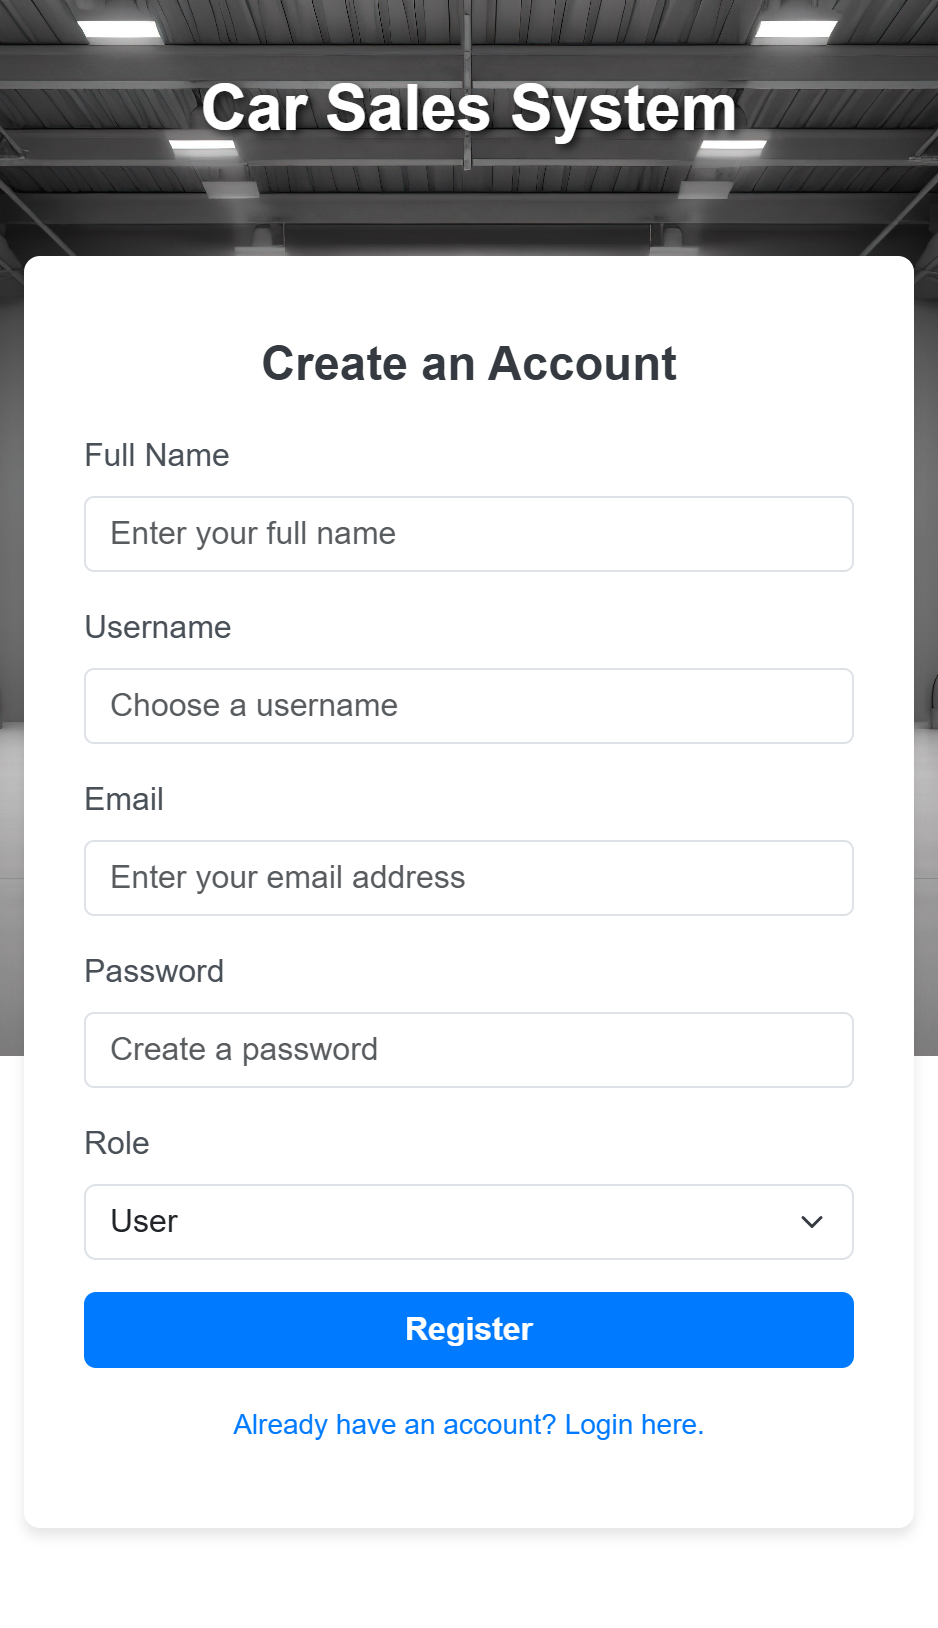 Car Sales System
Create an Account
Full Name
Enter your full name
Username
Choose a username
Email
Enter your email address
Password
Create a password
Role
User
Register
Already have an account? Login here.